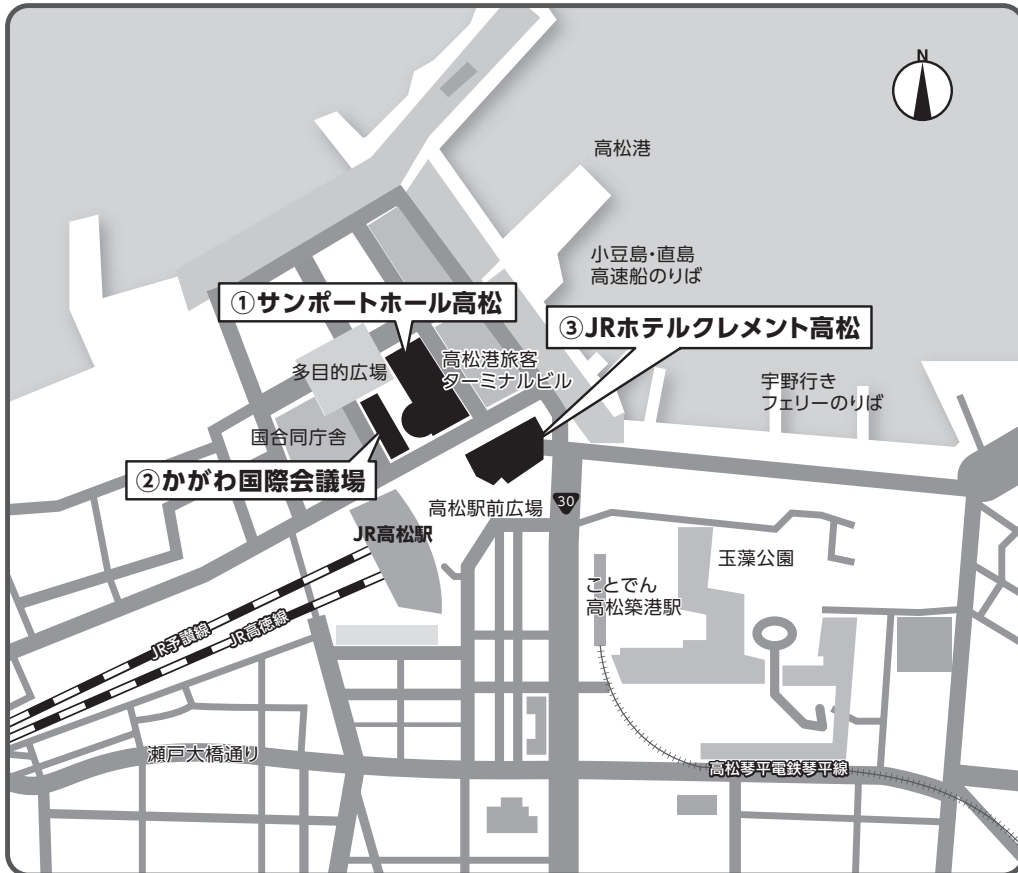 N
高松港
小豆島・直島
高速船のりば
①サンポートホール高松
③JRホテルクレメント高松
多目的広場
高松港旅客
ターミナルビル
宇野行き
フェリーのりば
国合同庁舎
②かがわ国際会議場
高松駅前広場
30
JR高松駅
玉藻公園
ことでん
高松築港駅
JR予讃線
JR高徳線
瀬戸大橋通り
高松琴平電鉄琴平線